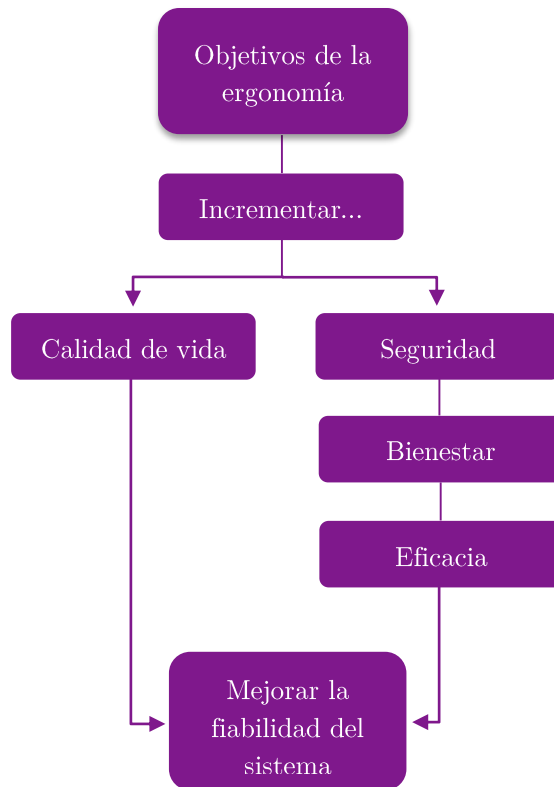 Objetivos de la
ergonomía
Incrementar...
Calidad de vida
Seguridad
Bienestar
Eficacia
Mejorar la
fiabilidad del
sistema